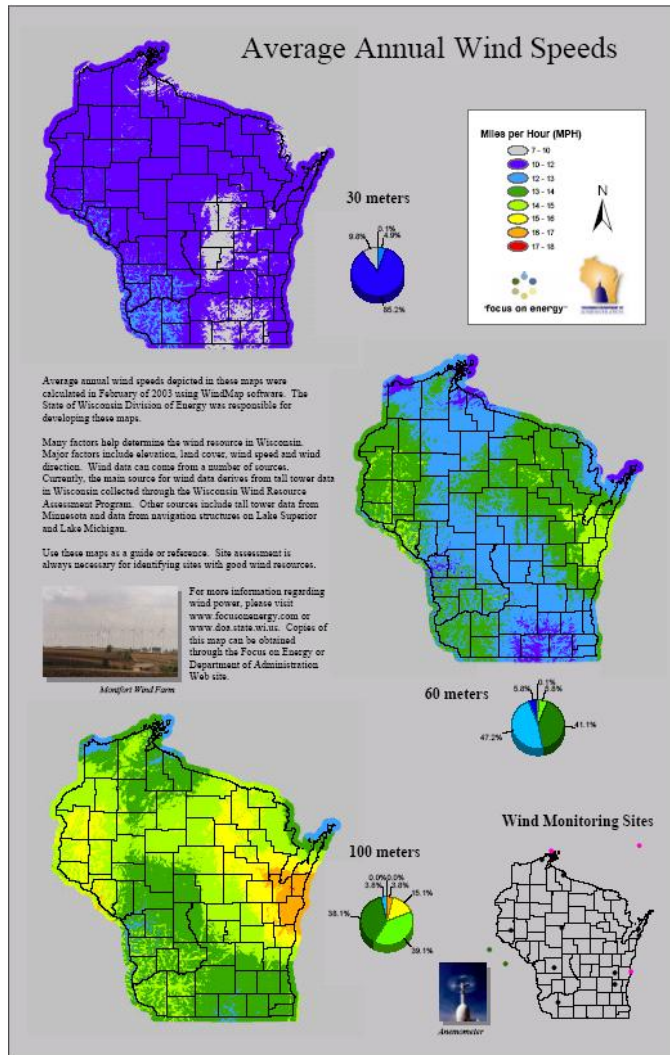 Average Annual Wind Speeds
Miles per Hour (MPH)
7 - 10
10 - 12
12 - 13
13 - 14
14 - 15
15 - 16
16 - 17
17 - 18
N
"focus on energy"
30 meters
0.1%
9.8%
4.9%
85.2%
Average annual wind speeds depicted in these maps were
calculated in February of 2003 using WindMap software. The
State of Wisconsin Division of Energy was responsible for
developing these maps.
Many factors help determine the wind resource in Wisconsin.
Major factors include elevation, land cover, wind speed and wind
direction. Wind data can come from a number of sources.
Currently, the main source for wind data derives from tall tower data
in Wisconsin collected through the Wisconsin Wind Resource
Assessment Program. Other sources include tall tower data from
Minnesota and data from navigation structures on Lake Superior
and Lake Michigan.
Use these maps as a guide or reference. Site assessment is
always necessary for identifying sites with good wind resources.
For more information regarding
wind power, please visit
www.focusonenergy.com or
www.doa.state.wi.us. Copies of
this map can be obtained
through the Focus on Energy or
Department of Administration
Web site.
Montfort Wind Farm
60 meters
0.1%
5.8%
5.8%
47.2%
41.1%
100 meters
0.0%
0.0%
3.8%
3.8%
15.1%
38.1%
39.1%
Wind Monitoring Sites
Anemometer